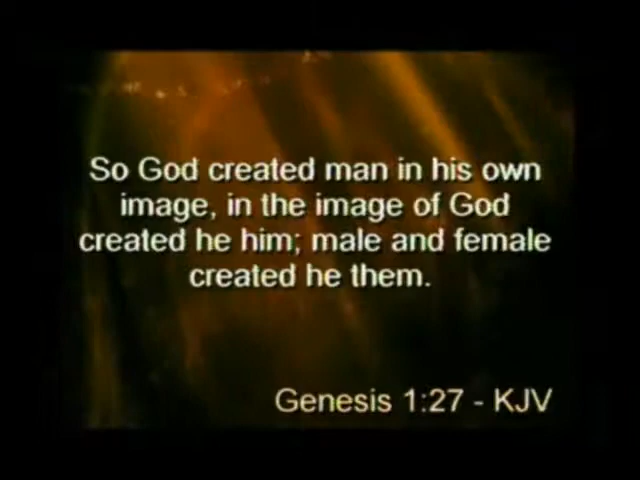 So God created man in his own
image, in the image of God
created he him; male and female
created he them.
Genesis 1:27 - KJV